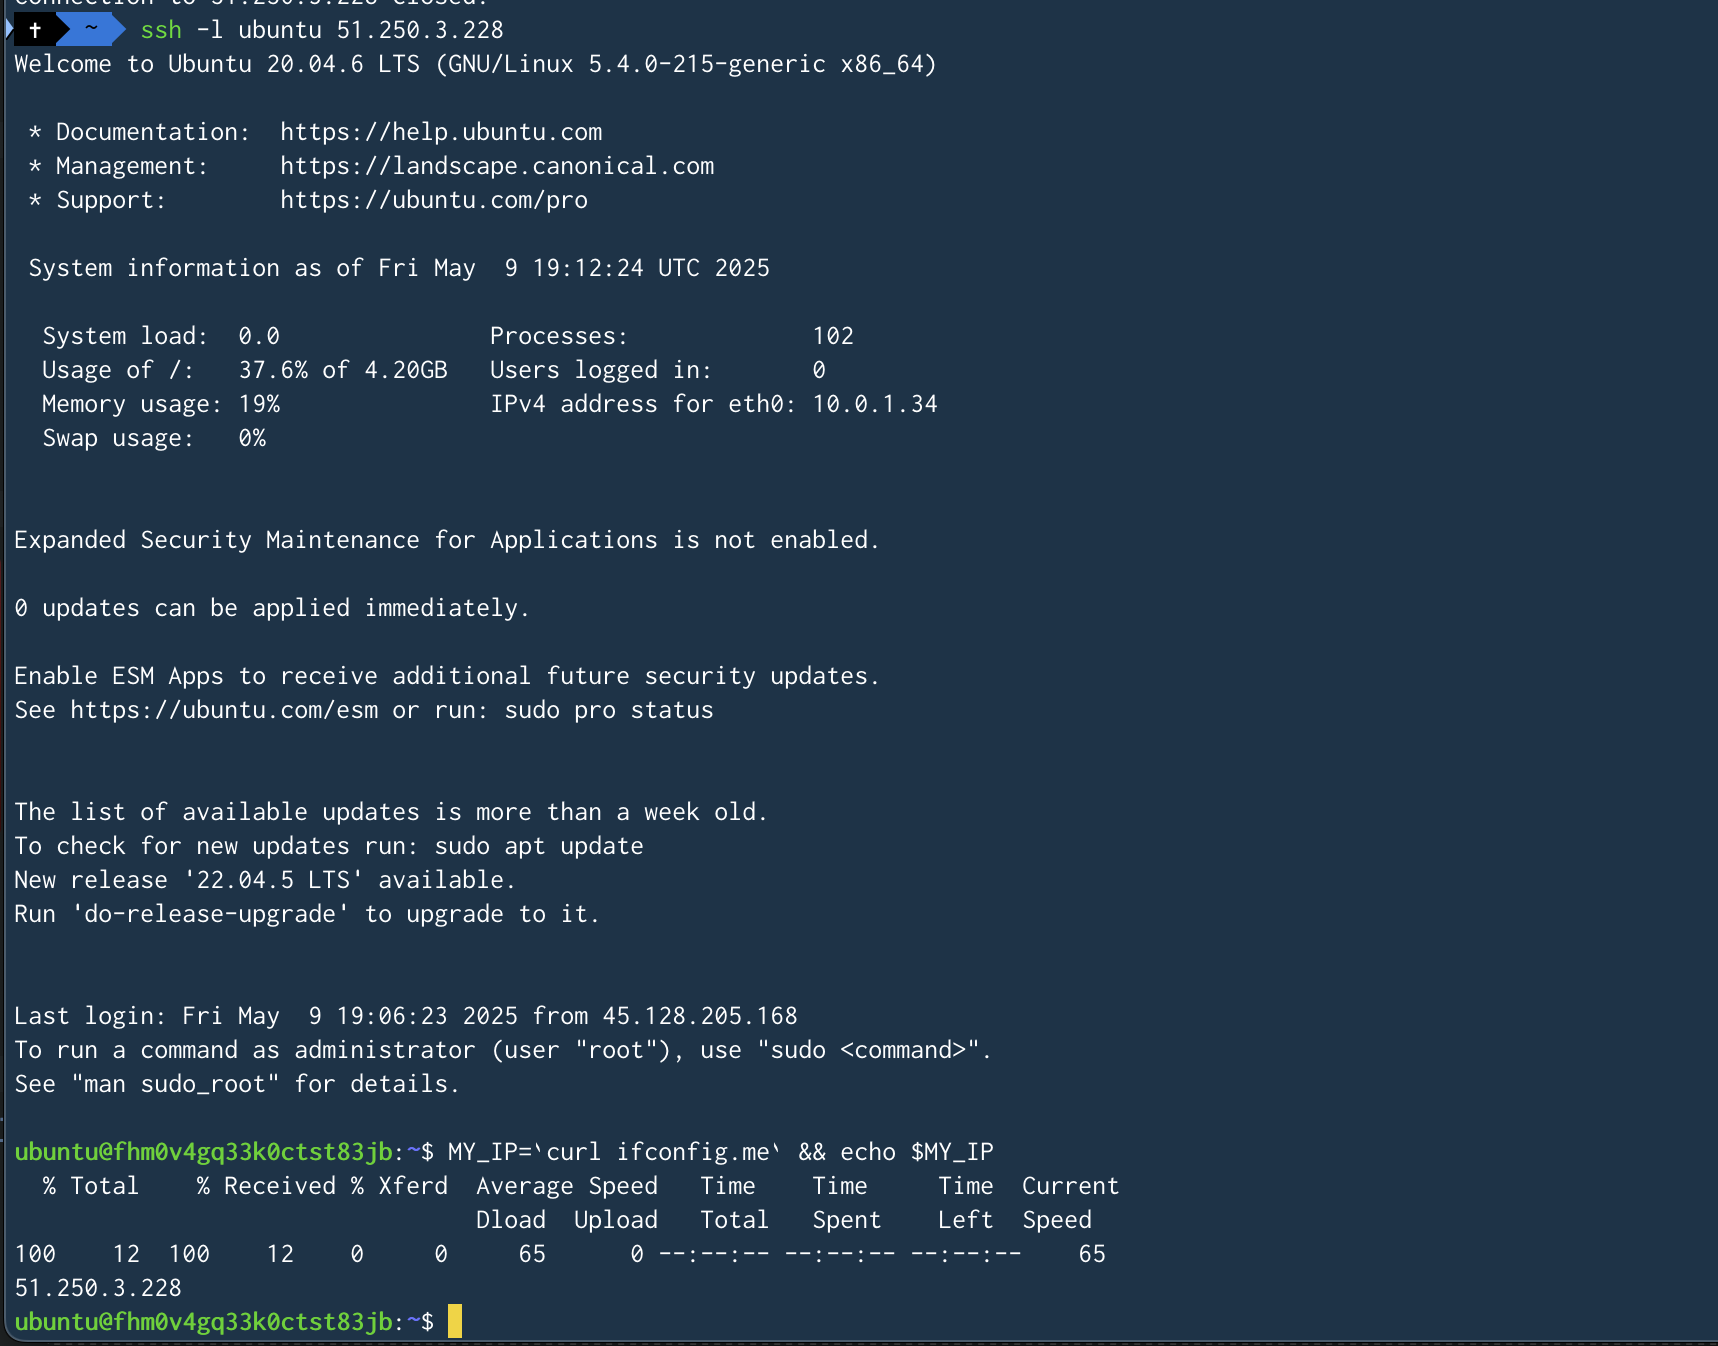 Connection to 51.250.3.228 closed.
~ ssh -l ubuntu 51.250.3.228
Welcome to Ubuntu 20.04.6 LTS (GNU/Linux 5.4.0-215-generic x86_64)
* Documentation:  https://help.ubuntu.com
* Management:     https://landscape.canonical.com
* Support:        https://ubuntu.com/pro
System information as of Fri May  9 19:12:24 UTC 2025
System load:  0.0               Processes:             102
Usage of /:   37.6% of 4.20GB   Users logged in:       0
Memory usage: 19%               IPv4 address for eth0: 10.0.1.34
Swap usage:   0%
Expanded Security Maintenance for Applications is not enabled.
0 updates can be applied immediately.
Enable ESM Apps to receive additional future security updates.
See https://ubuntu.com/esm or run: sudo pro status
The list of available updates is more than a week old.
To check for new updates run: sudo apt update
New release '22.04.5 LTS' available.
Run 'do-release-upgrade' to upgrade to it.
Last login: Fri May  9 19:06:23 2025 from 45.128.205.168
To run a command as administrator (user "root"), use "sudo <command>".
See "man sudo_root" for details.
ubuntu@fhm0v4gq33k0ctst83jb:~$ MY_IP=`curl ifconfig.me` && echo $MY_IP
  % Total    % Received % Xferd  Average Speed   Time    Time     Time  Current
                                 Dload  Upload   Total   Spent    Left  Speed
100    12  100    12    0     0     65      0 --:--:-- --:--:-- --:--:--    65
51.250.3.228
ubuntu@fhm0v4gq33k0ctst83jb:~$